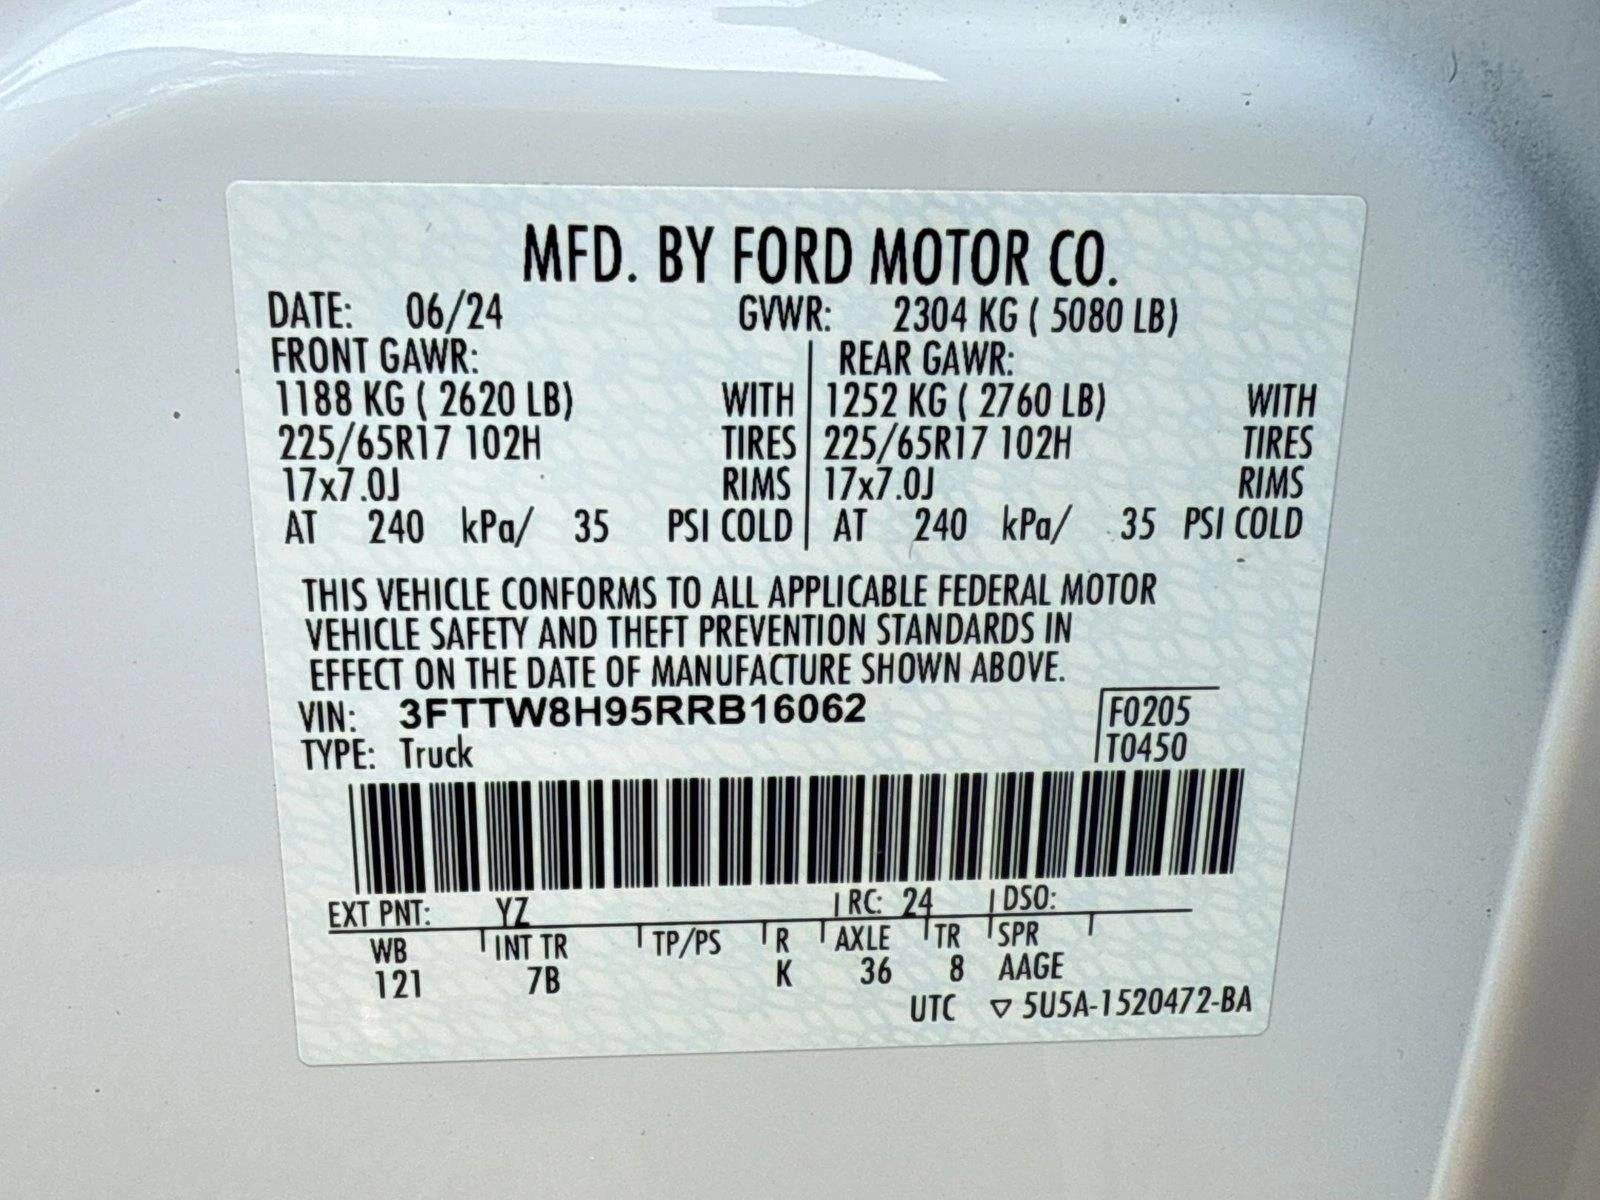 MFD. BY FORD MOTOR CO.
DATE: 06/24 GVWR: 2304 KG ( 5080 LB)
FRONT GAWR: REAR GAWR:
1188 KG ( 2620 LB) WITH 1252 KG ( 2760 LB) WITH
225/65R17 102H TIRES 225/65R17 102H TIRES
17x7.0J RIMS 17x7.0J RIMS
AT 240 kPa/ 35 PSI COLD AT 240 kPa/ 35 PSI COLD
THIS VEHICLE CONFORMS TO ALL APPLICABLE FEDERAL MOTOR
VEHICLE SAFETY AND THEFT PREVENTION STANDARDS IN
EFFECT ON THE DATE OF MANUFACTURE SHOWN ABOVE.
VIN: 3FTTW8H95RRB16062 F0205
TYPE: Truck T0450
EXT PNT: YZ RC: 24 DSO:
WB INT TR TP/PS R AXLE TR SPR
121 7B K 36 8 AAGE
UTC ▽ 5U5A-1520472-BA